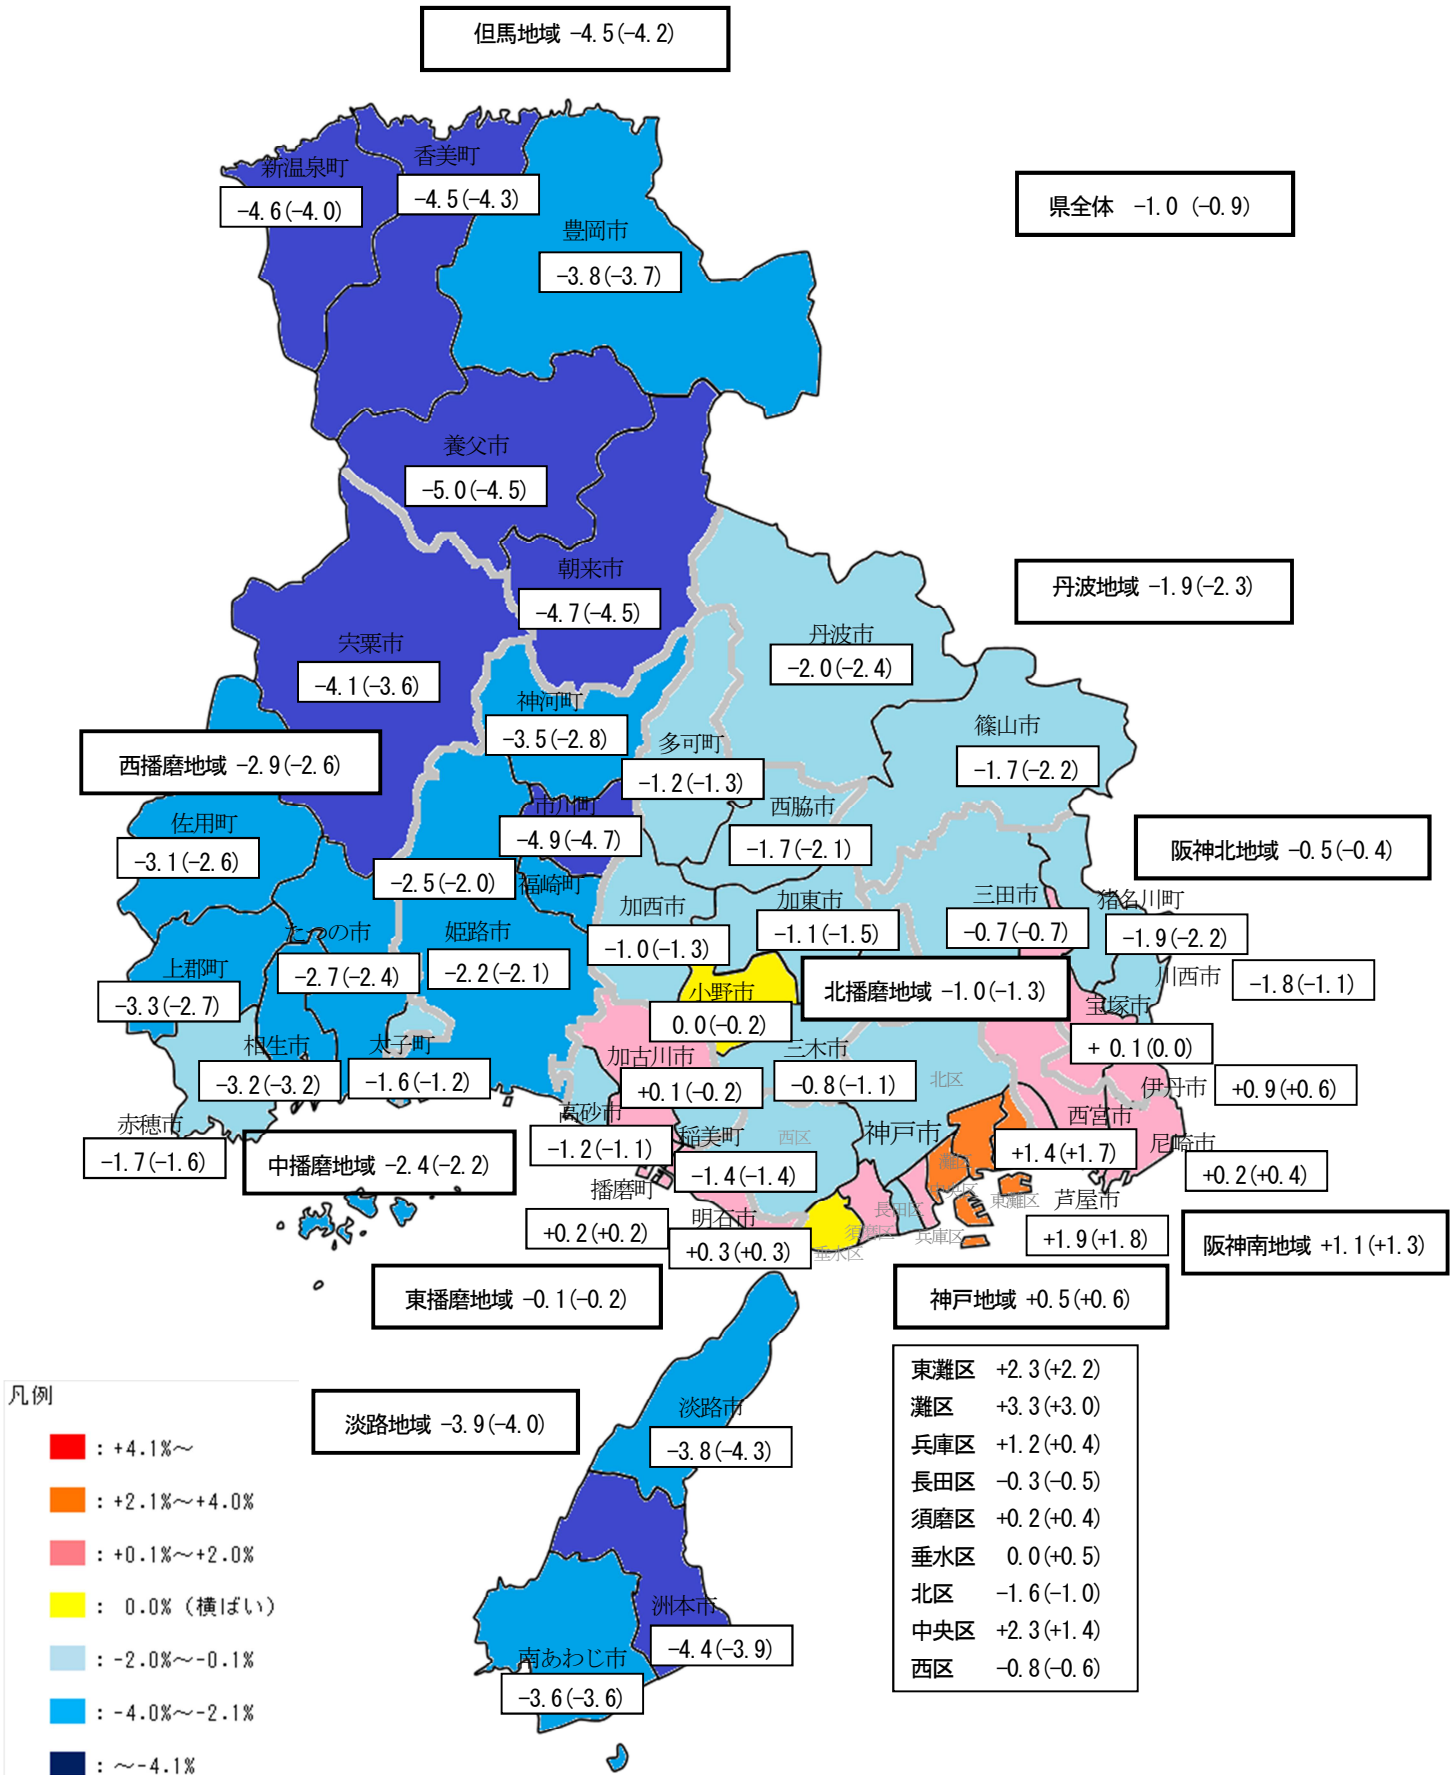 但馬地域 -4.5(-4.2)
新温泉町
-4.6(-4.0)
香美町
-4.5(-4.3)
豊岡市
-3.8(-3.7)
県全体 -1.0 (-0.9)
養父市
-5.0(-4.5)
朝来市
-4.7(-4.5)
丹波地域 -1.9(-2.3)
宍粟市
-4.1(-3.6)
丹波市
-2.0(-2.4)
神河町
-3.5(-2.8)
篠山市
-1.7(-2.2)
西播磨地域 -2.9(-2.6)
多可町
-1.2(-1.3)
市川町
-4.9(-4.7)
西脇市
-1.7(-2.1)
佐用町
-3.1(-2.6)
阪神北地域 -0.5(-0.4)
-2.5(-2.0)
福崎町
加西市
-1.0(-1.3)
加東市
-1.1(-1.5)
三田市
-0.7(-0.7)
猪名川町
-1.9(-2.2)
たつの市
-2.7(-2.4)
姫路市
-2.2(-2.1)
上郡町
-3.3(-2.7)
小野市
0.0(-0.2)
北播磨地域 -1.0(-1.3)
川西市
-1.8(-1.1)
宝塚市
+ 0.1(0.0)
相生市
-3.2(-3.2)
太子町
-1.6(-1.2)
加古川市
+0.1(-0.2)
三木市
-0.8(-1.1)
北区
伊丹市
+0.9(+0.6)
赤穂市
-1.7(-1.6)
中播磨地域 -2.4(-2.2)
高砂市
-1.2(-1.1)
稲美町
-1.4(-1.4)
西区
神戸市
西宮市
+1.4(+1.7)
尼崎市
+0.2(+0.4)
灘区
東灘区
播磨町
+0.2(+0.2)
明石市
+0.3(+0.3)
垂水区
須磨区
長田区
兵庫区
芦屋市
+1.9(+1.8)
阪神南地域 +1.1(+1.3)
東播磨地域 -0.1(-0.2)
神戸地域 +0.5(+0.6)
東灘区 +2.3(+2.2)
灘区 +3.3(+3.0)
兵庫区 +1.2(+0.4)
長田区 -0.3(-0.5)
須磨区 +0.2(+0.4)
垂水区 0.0(+0.5)
北区 -1.6(-1.0)
中央区 +2.3(+1.4)
西区 -0.8(-0.6)
淡路地域 -3.9(-4.0)
淡路市
-3.8(-4.3)
洲本市
-4.4(-3.9)
南あわじ市
-3.6(-3.6)
凡例
：+4.1%～
：+2.1%～+4.0%
：+0.1%～+2.0%
： 0.0%（横ばい）
：-2.0%～-0.1%
：-4.0%～-2.1%
：～-4.1%